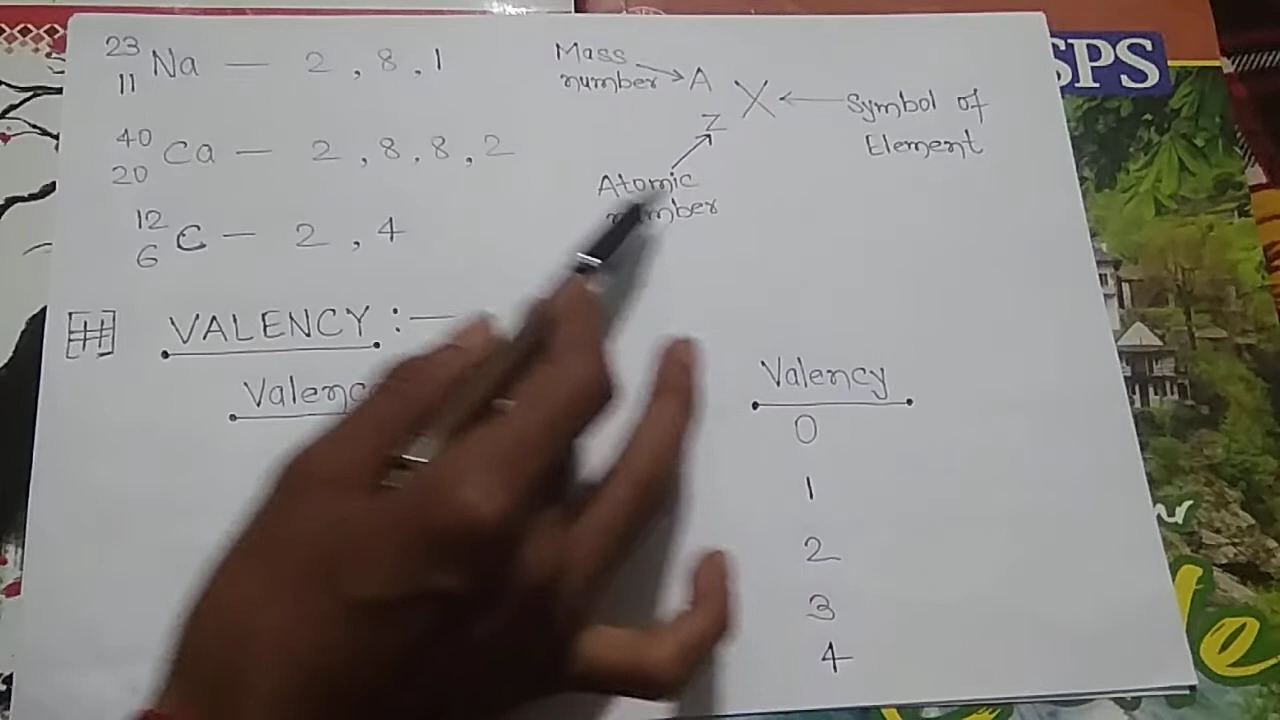 23
11 Na — 2 , 8 , 1
40
20 Ca — 2 , 8 , 8 , 2
12
6 C — 2 , 4
Mass
number → A
X ← Symbol of
Element
Z
Atomic
number
[H] VALENCY :—
Valency
0
1
2
3
4
SPS